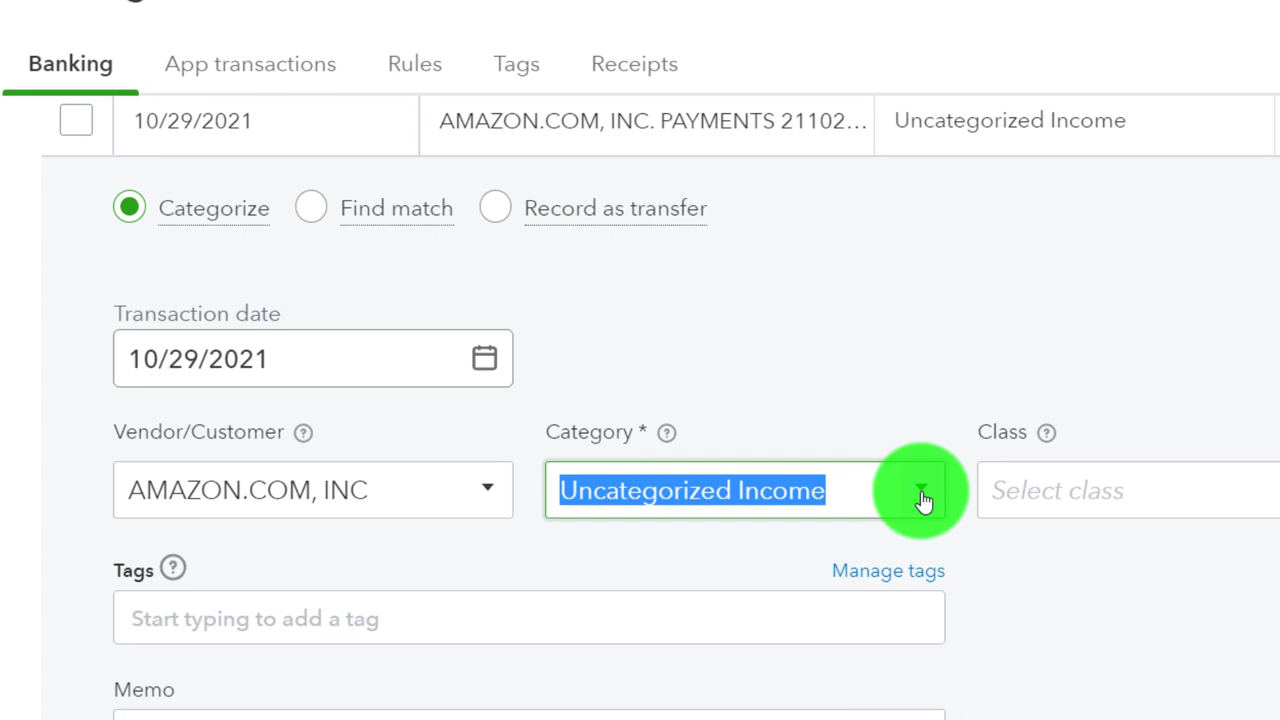 Banking App transactions Rules Tags Receipts
10/29/2021 AMAZON.COM, INC. PAYMENTS 21102... Uncategorized Income
Categorize Find match Record as transfer
Transaction date
10/29/2021
Vendor/Customer ? Category * ? Class ?
AMAZON.COM, INC Uncategorized Income Select class
Tags ? Manage tags
Start typing to add a tag
Memo